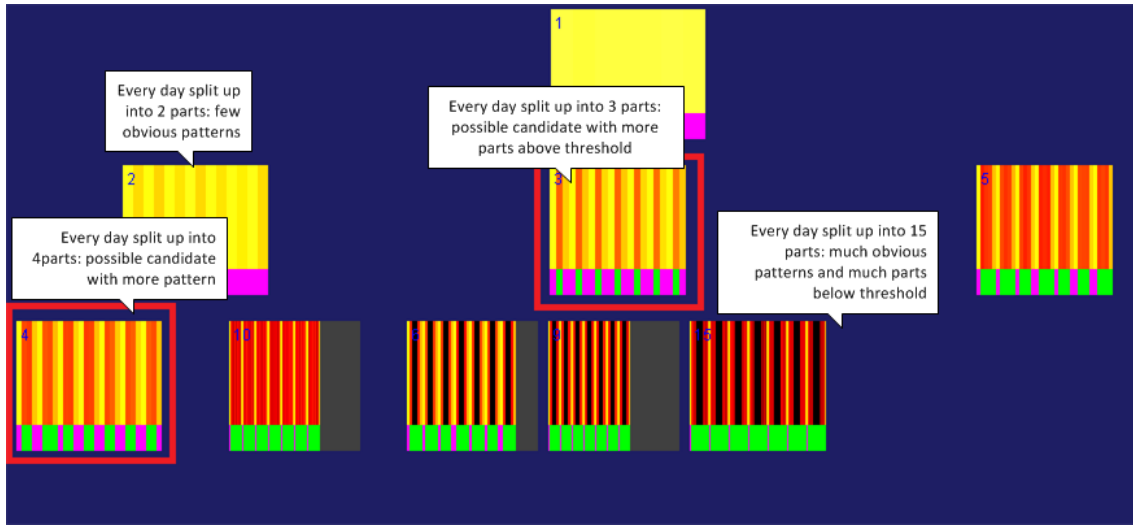 1
Every day split up
into 2 parts: few
obvious patterns
Every day split up into 3 parts:
possible candidate with more
parts above threshold
2
3
5
Every day split up into
4parts: possible candidate
with more pattern
Every day split up into 15
parts: much obvious
patterns and much parts
below threshold
4
10
9
15